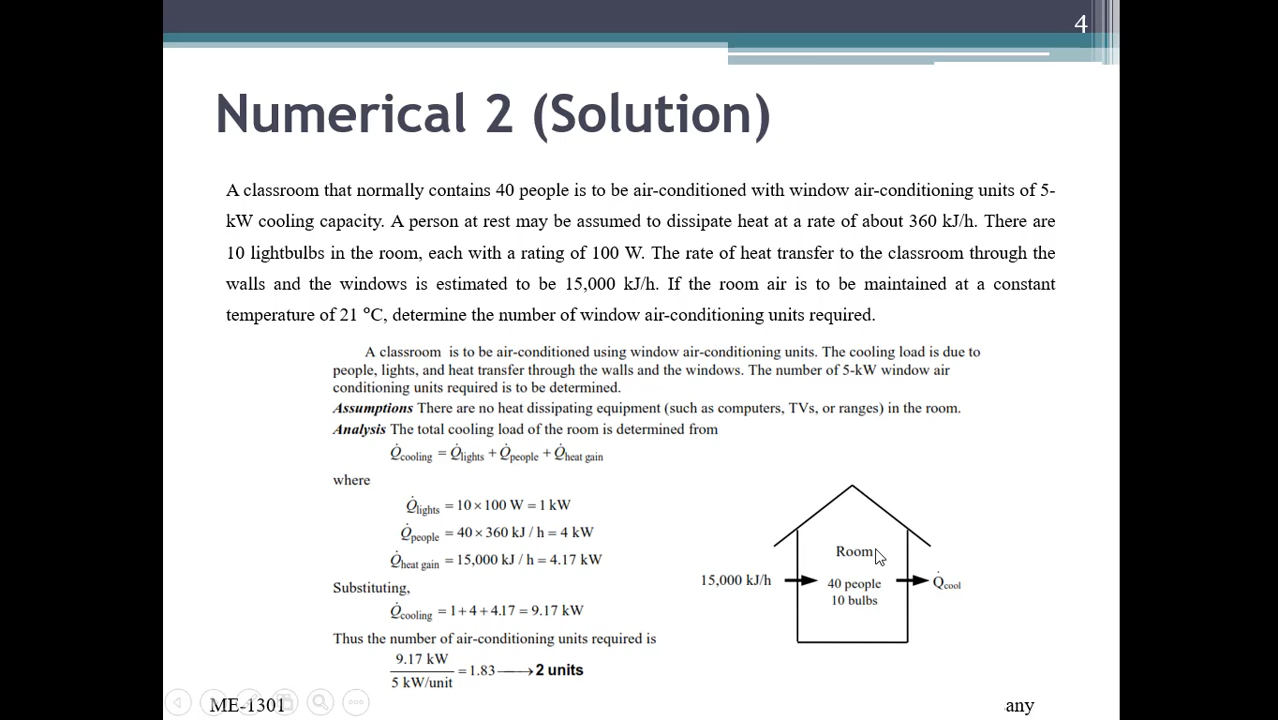 4
Numerical 2 (Solution)
A classroom that normally contains 40 people is to be air-conditioned with window air-conditioning units of 5-
kW cooling capacity. A person at rest may be assumed to dissipate heat at a rate of about 360 kJ/h. There are
10 lightbulbs in the room, each with a rating of 100 W. The rate of heat transfer to the classroom through the
walls and the windows is estimated to be 15,000 kJ/h. If the room air is to be maintained at a constant
temperature of 21 °C, determine the number of window air-conditioning units required.
A classroom is to be air-conditioned using window air-conditioning units. The cooling load is due to
people, lights, and heat transfer through the walls and the windows. The number of 5-kW window air
conditioning units required is to be determined.
Assumptions There are no heat dissipating equipment (such as computers, TVs, or ranges) in the room.
Analysis The total cooling load of the room is determined from
Q̇cooling = Q̇lights + Q̇people + Q̇heat gain
where
Q̇lights = 10 × 100 W = 1 kW
Q̇people = 40 × 360 kJ / h = 4 kW
Q̇heat gain = 15,000 kJ / h = 4.17 kW
Substituting,
Q̇cooling = 1 + 4 + 4.17 = 9.17 kW
Thus the number of air-conditioning units required is
9.17 kW
5 kW/unit
= 1.83 ⟶ 2 units
Room
15,000 kJ/h
40 people
10 bulbs
Q̇cool
ME-1301
any